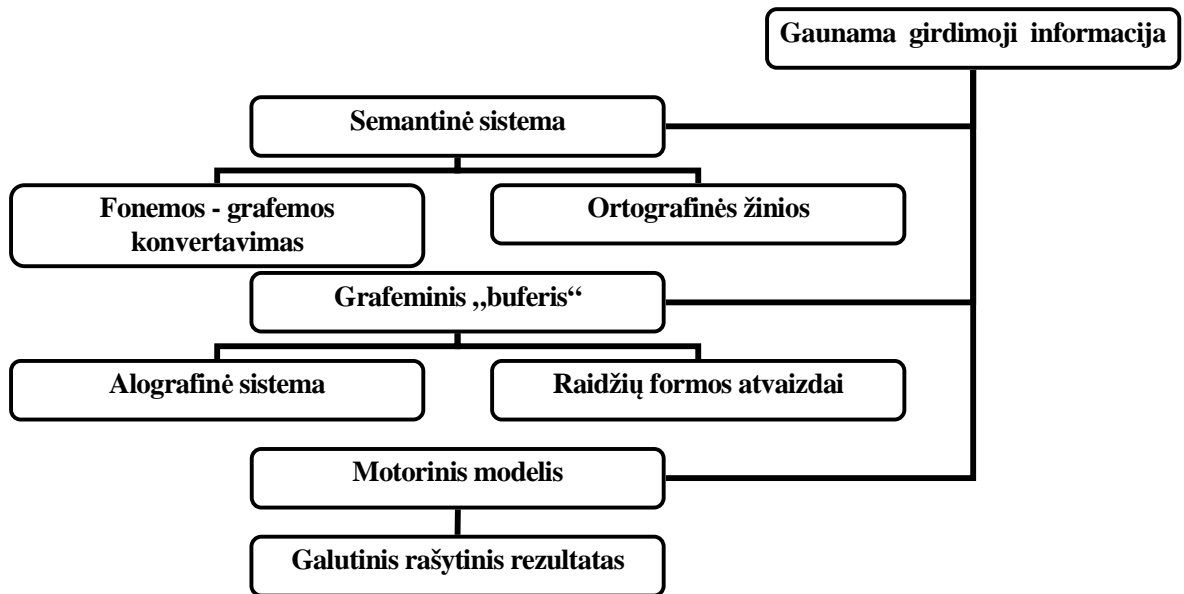 Gaunama girdimoji informacija
Semantinė sistema
Fonemos - grafemos
konvertavimas
Ortografinės žinios
Grafeminis „buferis“
Alografinė sistema
Raidžių formos atvaizdai
Motorinis modelis
Galutinis rašytinis rezultatas